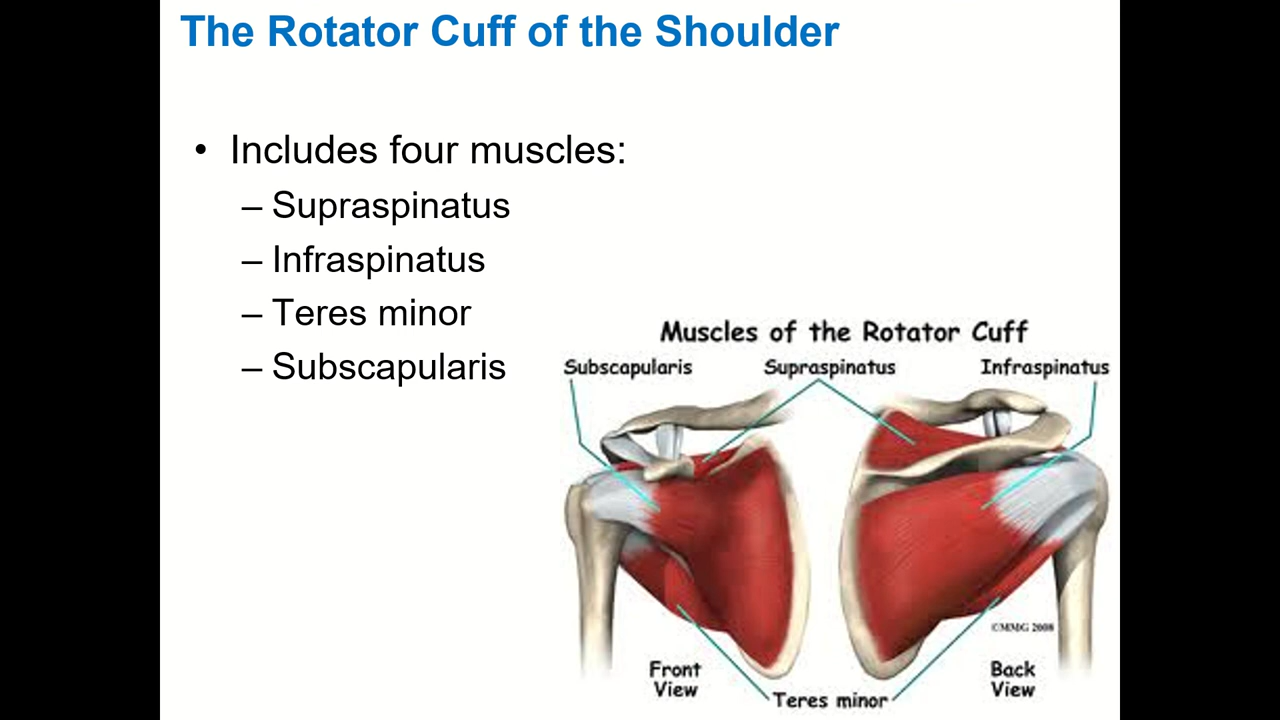 The Rotator Cuff of the Shoulder
• Includes four muscles:
– Supraspinatus
– Infraspinatus
– Teres minor
– Subscapularis
Muscles of the Rotator Cuff
Subscapularis Supraspinatus Infraspinatus
©MMG 2008
Front View
Back View
Teres minor